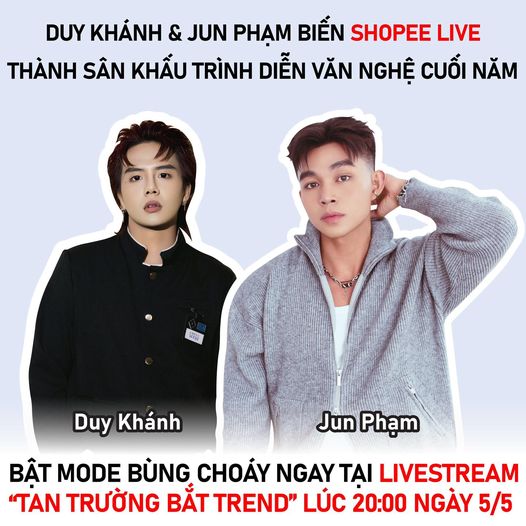 DUY KHÁNH & JUN PHẠM BIẾN SHOPEE LIVE
THÀNH SÂN KHẤU TRÌNH DIỄN VĂN NGHỆ CUỐI NĂM
Duy Khánh
Jun Phạm
BẬT MODE BÙNG CHOÁY NGAY TẠI LIVESTREAM
“TAN TRƯỜNG BẮT TREND” LÚC 20:00 NGÀY 5/5